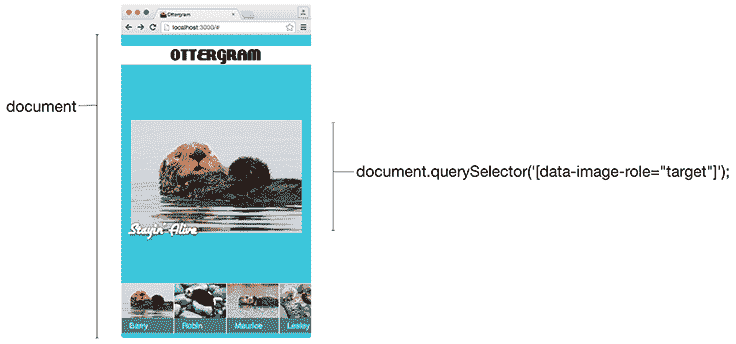 Ottergram
localhost:3000/#
OTTERGRAM
document
document.querySelector('[data-image-role="target"]');
Stayin' Alive
Barry
Robin
Maurice
Lesley